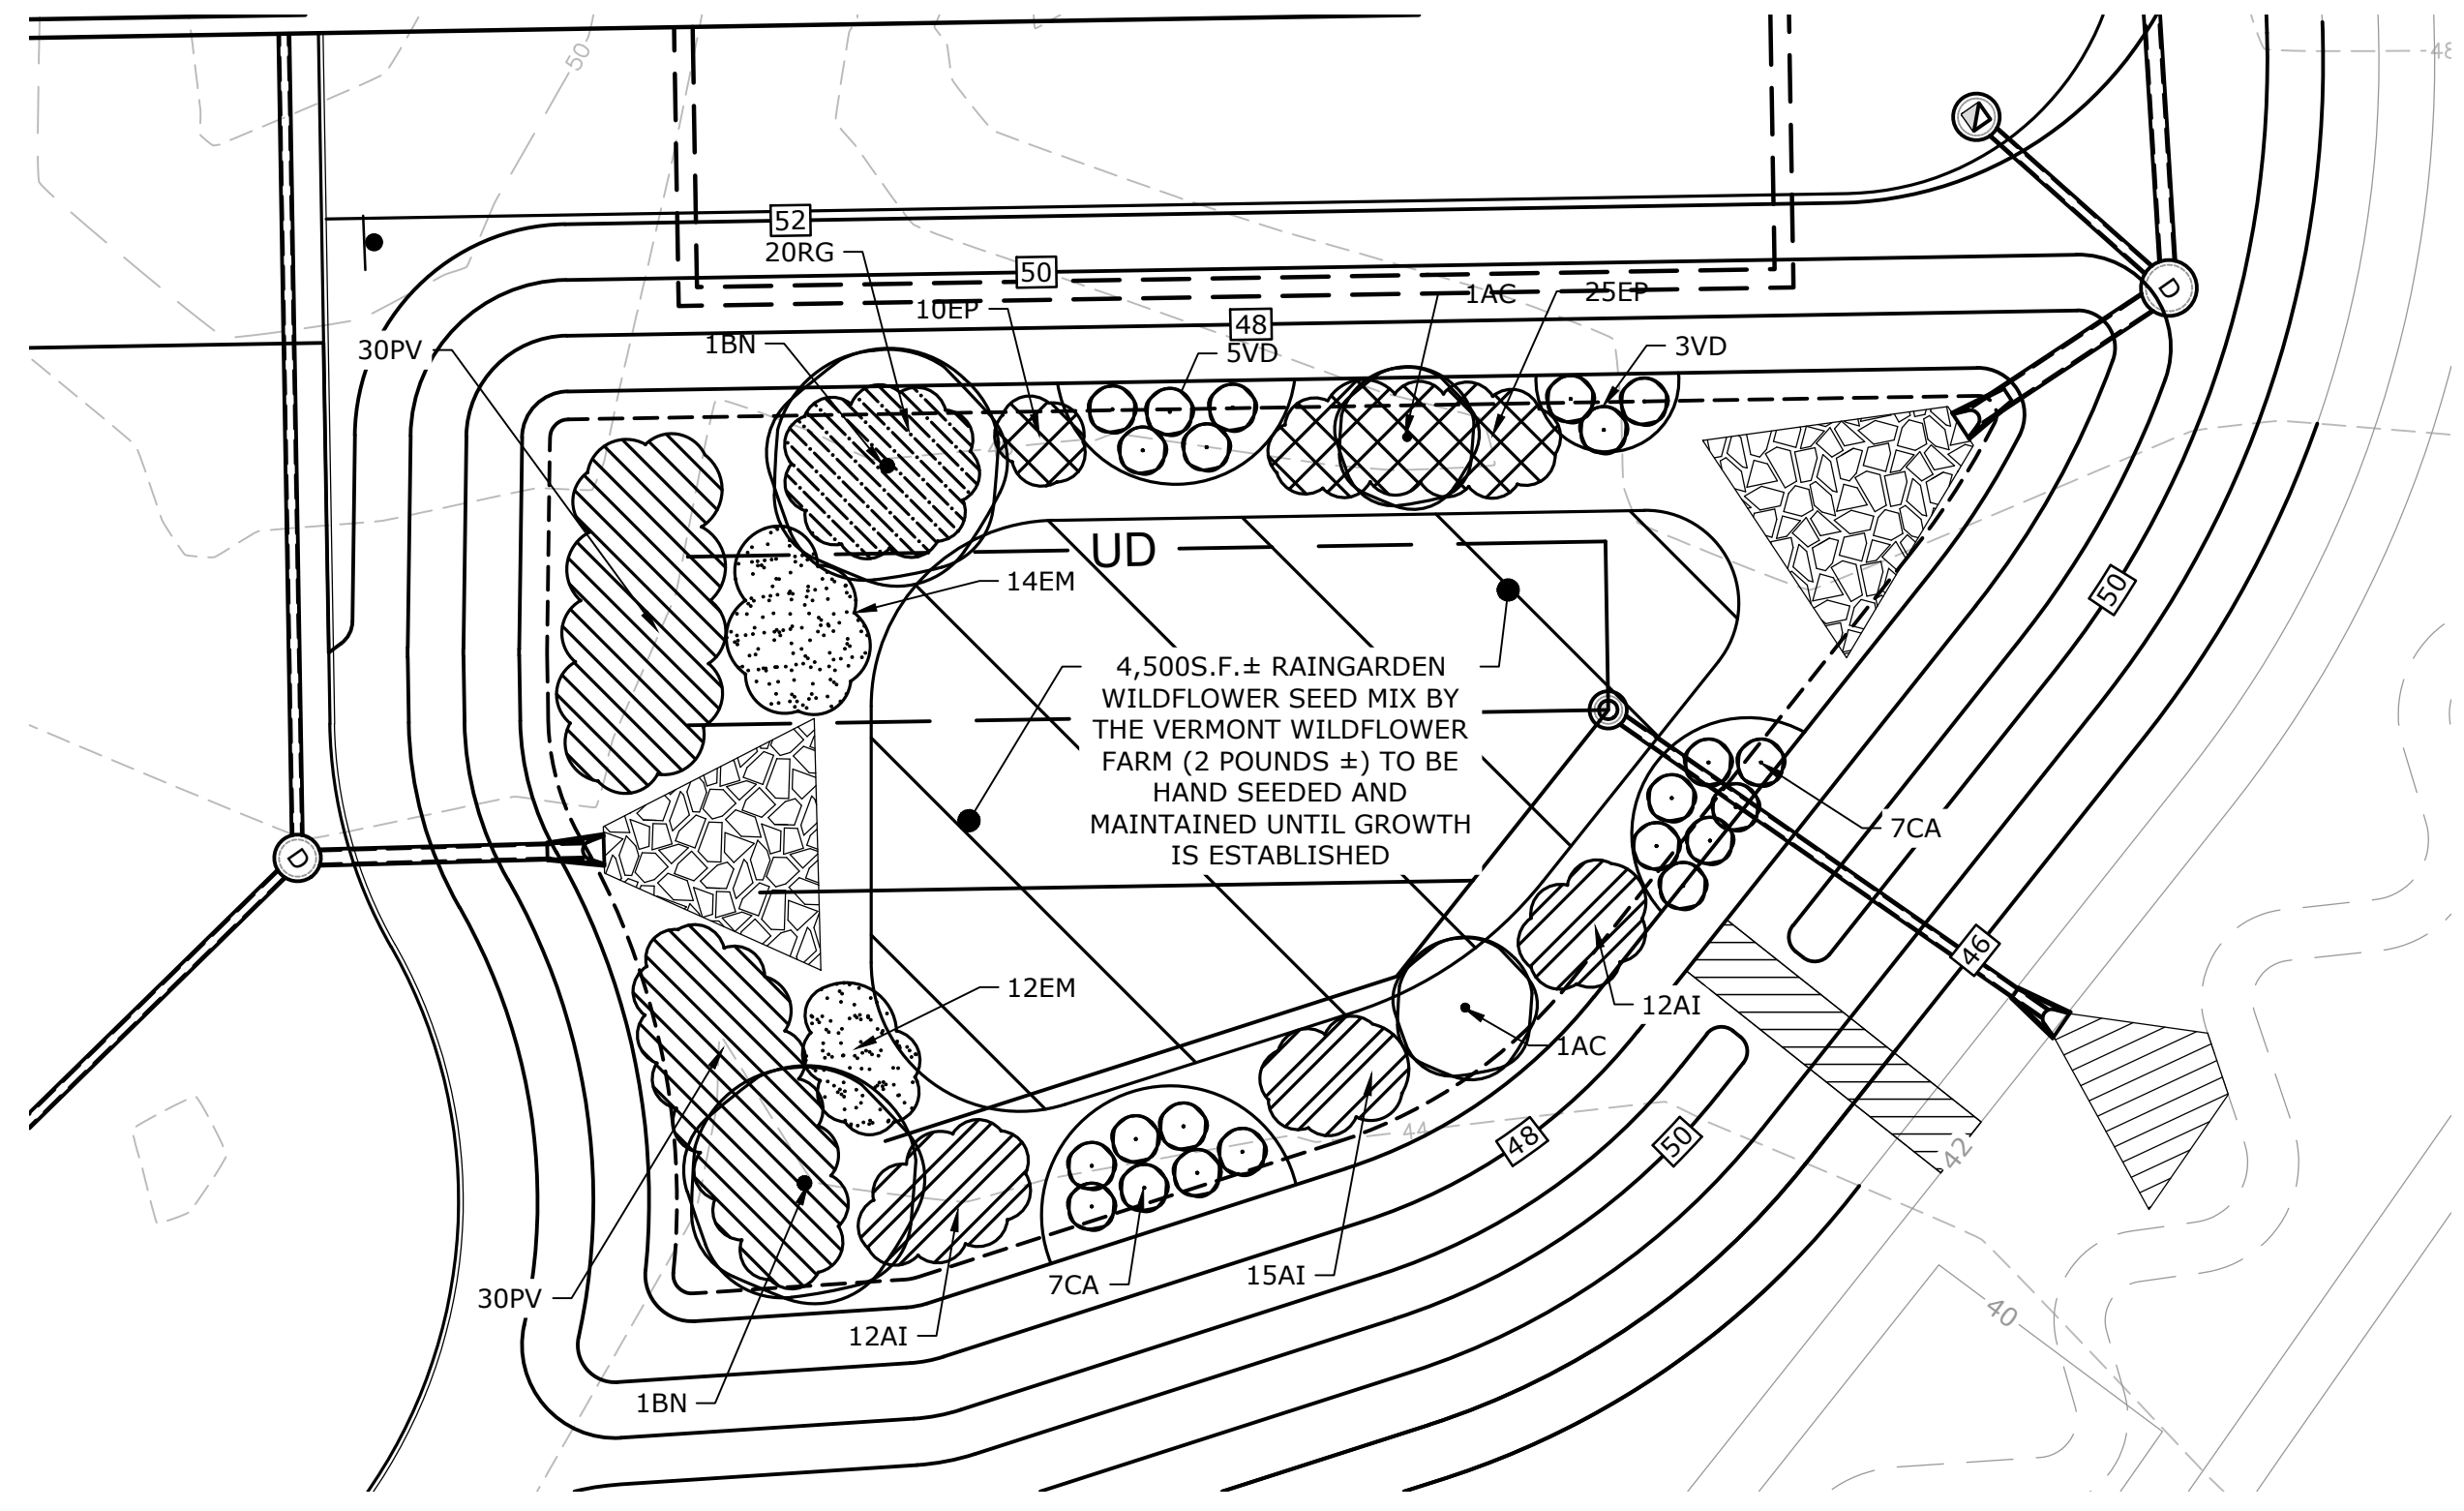 50
48
52
20RG
50
10EP
1AC
25EP
48
1BN
5VD
3VD
30PV
UD
14EM
50
4,500S.F.± RAINGARDEN
WILDFLOWER SEED MIX BY
THE VERMONT WILDFLOWER
FARM (2 POUNDS ±) TO BE
HAND SEEDED AND
MAINTAINED UNTIL GROWTH
IS ESTABLISHED
D
D
7CA
46
12EM
12AI
1AC
44
48
50
42
7CA
15AI
30PV
12AI
40
1BN